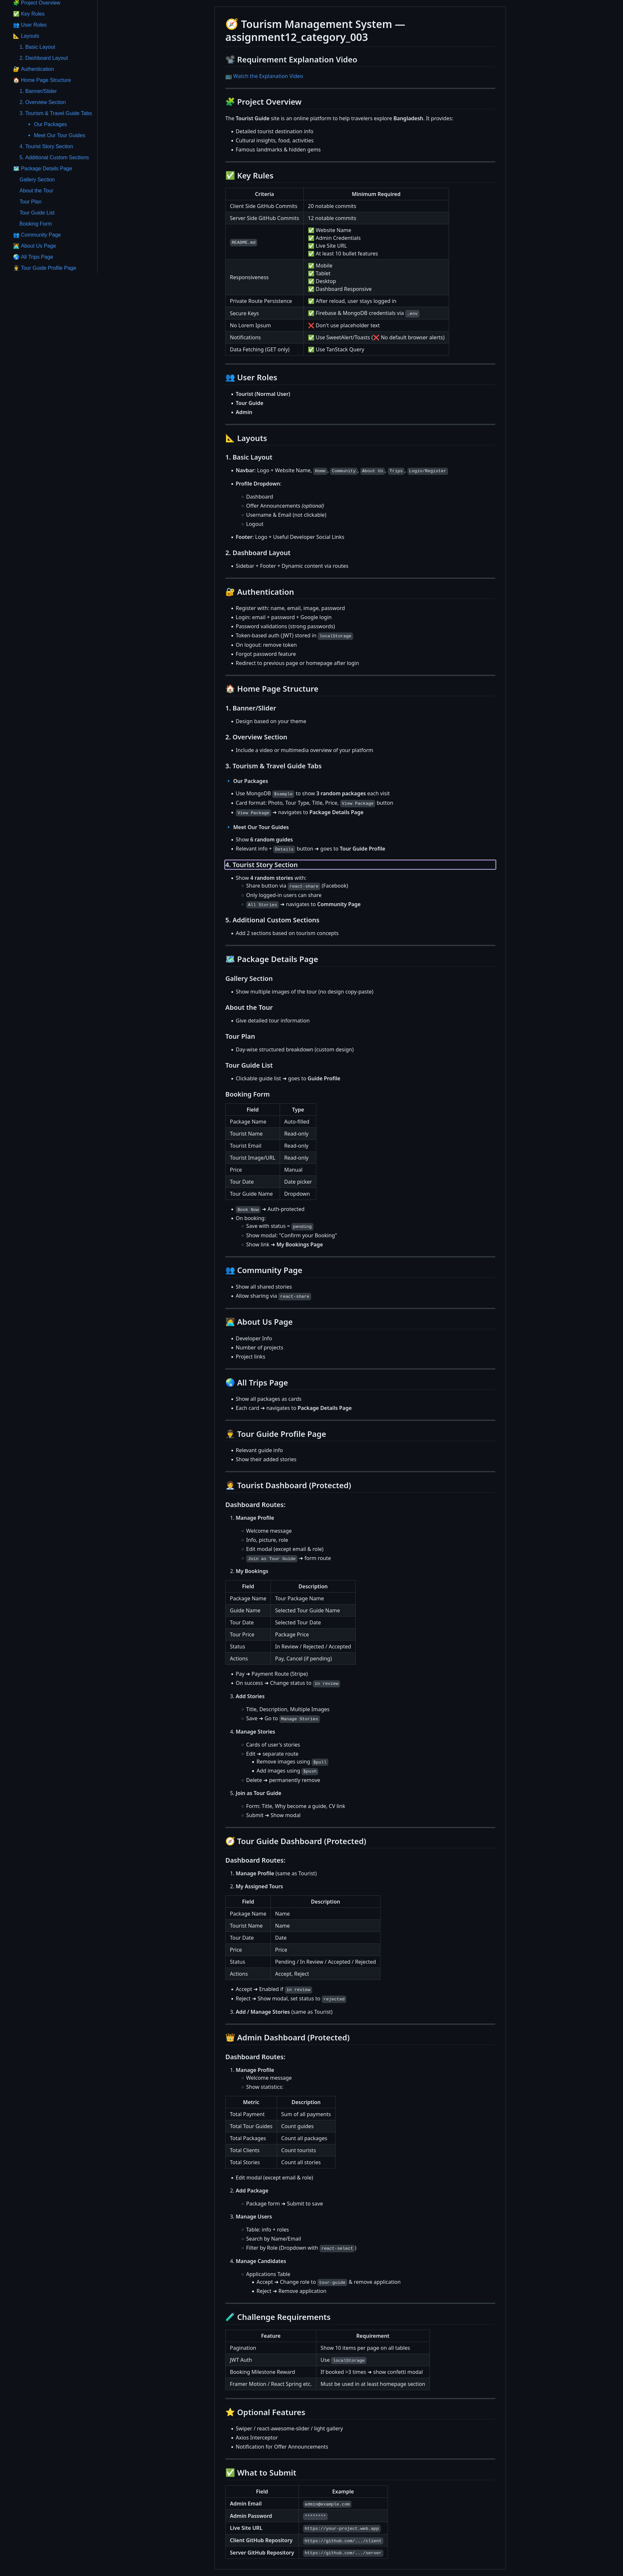 🧩 Project Overview
✅ Key Rules
👥 User Roles
📐 Layouts
1. Basic Layout
2. Dashboard Layout
🔐 Authentication
🏠 Home Page Structure
1. Banner/Slider
2. Overview Section
3. Tourism & Travel Guide Tabs
🔹 Our Packages
🔹 Meet Our Tour Guides
4. Tourist Story Section
5. Additional Custom Sections
🗺️ Package Details Page
Gallery Section
About the Tour
Tour Plan
Tour Guide List
Booking Form
👥 Community Page
👨‍💻 About Us Page
🌏 All Trips Page
🧑‍✈️ Tour Guide Profile Page
🧭 Tourism Management System —
assignment12_category_003
📽️ Requirement Explanation Video
📺 Watch the Explanation Video
🧩 Project Overview
The Tourist Guide site is an online platform to help travelers explore Bangladesh. It provides:
Detailed tourist destination info
Cultural insights, food, activities
Famous landmarks & hidden gems
✅ Key Rules
Criteria Minimum Required
Client Side GitHub Commits 20 notable commits
Server Side GitHub Commits 12 notable commits
README.md ✅ Website Name
✅ Admin Credentials
✅ Live Site URL
✅ At least 10 bullet features
Responsiveness ✅ Mobile
✅ Tablet
✅ Desktop
✅ Dashboard Responsive
Private Route Persistence ✅ After reload, user stays logged in
Secure Keys ✅ Firebase & MongoDB credentials via .env
No Lorem Ipsum ❌ Don't use placeholder text
Notifications ✅ Use SweetAlert/Toasts (❌ No default browser alerts)
Data Fetching (GET only) ✅ Use TanStack Query
👥 User Roles
Tourist (Normal User)
Tour Guide
Admin
📐 Layouts
1. Basic Layout
Navbar: Logo + Website Name, Home, Community, About Us, Trips, Login/Register
Profile Dropdown:
Dashboard
Offer Announcements (optional)
Username & Email (not clickable)
Logout
Footer: Logo + Useful Developer Social Links
2. Dashboard Layout
Sidebar + Footer + Dynamic content via routes
🔐 Authentication
Register with: name, email, image, password
Login: email + password + Google login
Password validations (strong passwords)
Token-based auth (JWT) stored in localStorage
On logout: remove token
Forgot password feature
Redirect to previous page or homepage after login
🏠 Home Page Structure
1. Banner/Slider
Design based on your theme
2. Overview Section
Include a video or multimedia overview of your platform
3. Tourism & Travel Guide Tabs
🔹 Our Packages
Use MongoDB $sample to show 3 random packages each visit
Card format: Photo, Tour Type, Title, Price, View Package button
View Package ➜ navigates to Package Details Page
🔹 Meet Our Tour Guides
Show 6 random guides
Relevant info + Details button ➜ goes to Tour Guide Profile
4. Tourist Story Section
Show 4 random stories with:
Share button via react-share (Facebook)
Only logged-in users can share
All Stories ➜ navigates to Community Page
5. Additional Custom Sections
Add 2 sections based on tourism concepts
🗺️ Package Details Page
Gallery Section
Show multiple images of the tour (no design copy-paste)
About the Tour
Give detailed tour information
Tour Plan
Day-wise structured breakdown (custom design)
Tour Guide List
Clickable guide list ➜ goes to Guide Profile
Booking Form
Field Type
Package Name Auto-filled
Tourist Name Read-only
Tourist Email Read-only
Tourist Image/URL Read-only
Price Manual
Tour Date Date picker
Tour Guide Name Dropdown
Book Now ➜ Auth-protected
On booking:
Save with status = pending
Show modal: "Confirm your Booking"
Show link ➜ My Bookings Page
👥 Community Page
Show all shared stories
Allow sharing via react-share
👨‍💻 About Us Page
Developer Info
Number of projects
Project links
🌏 All Trips Page
Show all packages as cards
Each card ➜ navigates to Package Details Page
🧑‍✈️ Tour Guide Profile Page
Relevant guide info
Show their added stories
🧑‍💼 Tourist Dashboard (Protected)
Dashboard Routes:
1. Manage Profile
Welcome message
Info, picture, role
Edit modal (except email & role)
Join as Tour Guide ➜ form route
2. My Bookings
Field Description
Package Name Tour Package Name
Guide Name Selected Tour Guide Name
Tour Date Selected Tour Date
Tour Price Package Price
Status In Review / Rejected / Accepted
Actions Pay, Cancel (if pending)
Pay ➜ Payment Route (Stripe)
On success ➜ Change status to in review
3. Add Stories
Title, Description, Multiple Images
Save ➜ Go to Manage Stories
4. Manage Stories
Cards of user's stories
Edit ➜ separate route
Remove images using $pull
Add images using $push
Delete ➜ permanently remove
5. Join as Tour Guide
Form: Title, Why become a guide, CV link
Submit ➜ Show modal
🧭 Tour Guide Dashboard (Protected)
Dashboard Routes:
1. Manage Profile (same as Tourist)
2. My Assigned Tours
Field Description
Package Name Name
Tourist Name Name
Tour Date Date
Price Price
Status Pending / In Review / Accepted / Rejected
Actions Accept, Reject
Accept ➜ Enabled if in review
Reject ➜ Show modal, set status to rejected
3. Add / Manage Stories (same as Tourist)
👑 Admin Dashboard (Protected)
Dashboard Routes:
1. Manage Profile
Welcome message
Show statistics:
Metric Description
Total Payment Sum of all payments
Total Tour Guides Count guides
Total Packages Count all packages
Total Clients Count tourists
Total Stories Count all stories
Edit modal (except email & role)
2. Add Package
Package form ➜ Submit to save
3. Manage Users
Table: info + roles
Search by Name/Email
Filter by Role (Dropdown with react-select)
4. Manage Candidates
Applications Table
Accept ➜ Change role to tour-guide & remove application
Reject ➜ Remove application
🧪 Challenge Requirements
Feature Requirement
Pagination Show 10 items per page on all tables
JWT Auth Use localStorage
Booking Milestone Reward If booked >3 times ➜ show confetti modal
Framer Motion / React Spring etc. Must be used in at least homepage section
⭐ Optional Features
Swiper / react-awesome-slider / light gallery
Axios Interceptor
Notification for Offer Announcements
✅ What to Submit
Field Example
Admin Email admin@example.com
Admin Password ********
Live Site URL https://your-project.web.app
Client GitHub Repository https://github.com/.../client
Server GitHub Repository https://github.com/.../server